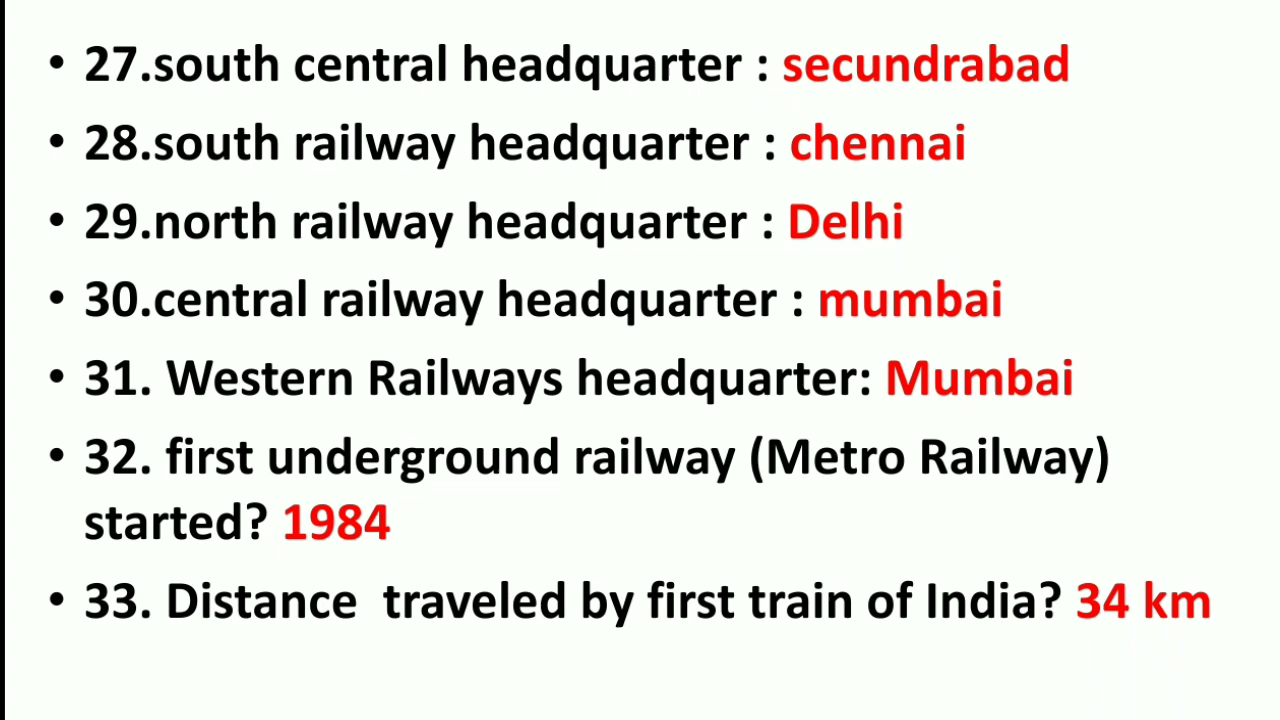 • 27.south central headquarter : secundrabad
• 28.south railway headquarter : chennai
• 29.north railway headquarter : Delhi
• 30.central railway headquarter : mumbai
• 31. Western Railways headquarter: Mumbai
• 32. first underground railway (Metro Railway)
started? 1984
• 33. Distance  traveled by first train of India? 34 km